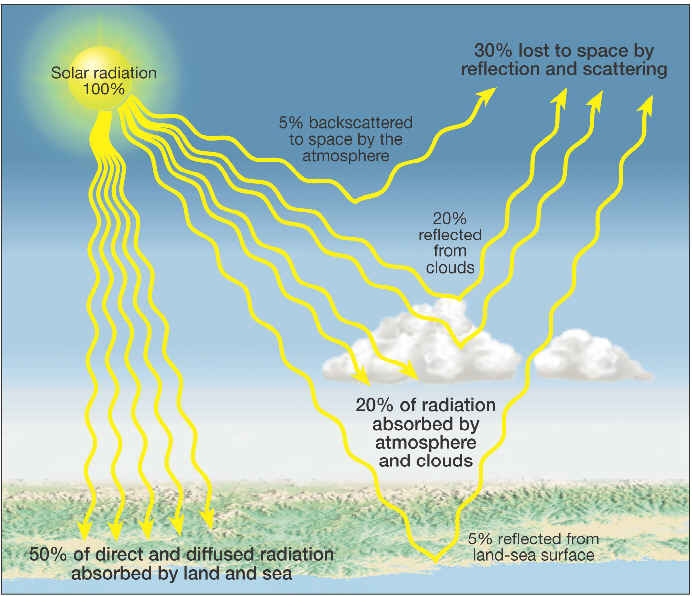 Solar radiation
100%
30% lost to space by
reflection and scattering
5% backscattered
to space by the
atmosphere
20%
reflected
from
clouds
20% of radiation
absorbed by
atmosphere
and clouds
5% reflected from
land-sea surface
50% of direct and diffused radiation
absorbed by land and sea